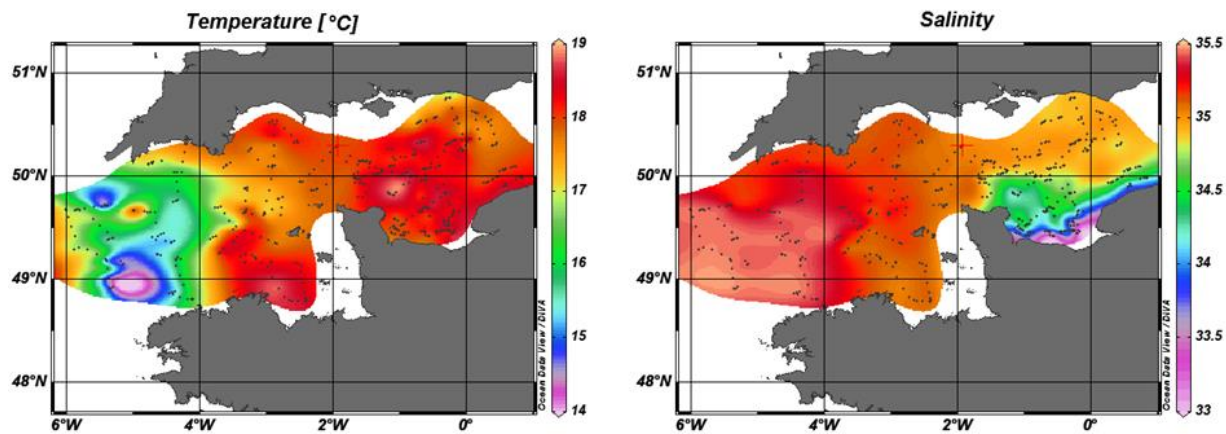 Temperature [°C]
51°N
50°N
49°N
48°N
6°W
4°W
2°W
0°
19
18
17
16
15
14
Ocean Data View / DIVA
Salinity
51°N
50°N
49°N
48°N
6°W
4°W
2°W
0°
35.5
35
34.5
34
33.5
33
Ocean Data View / DIVA